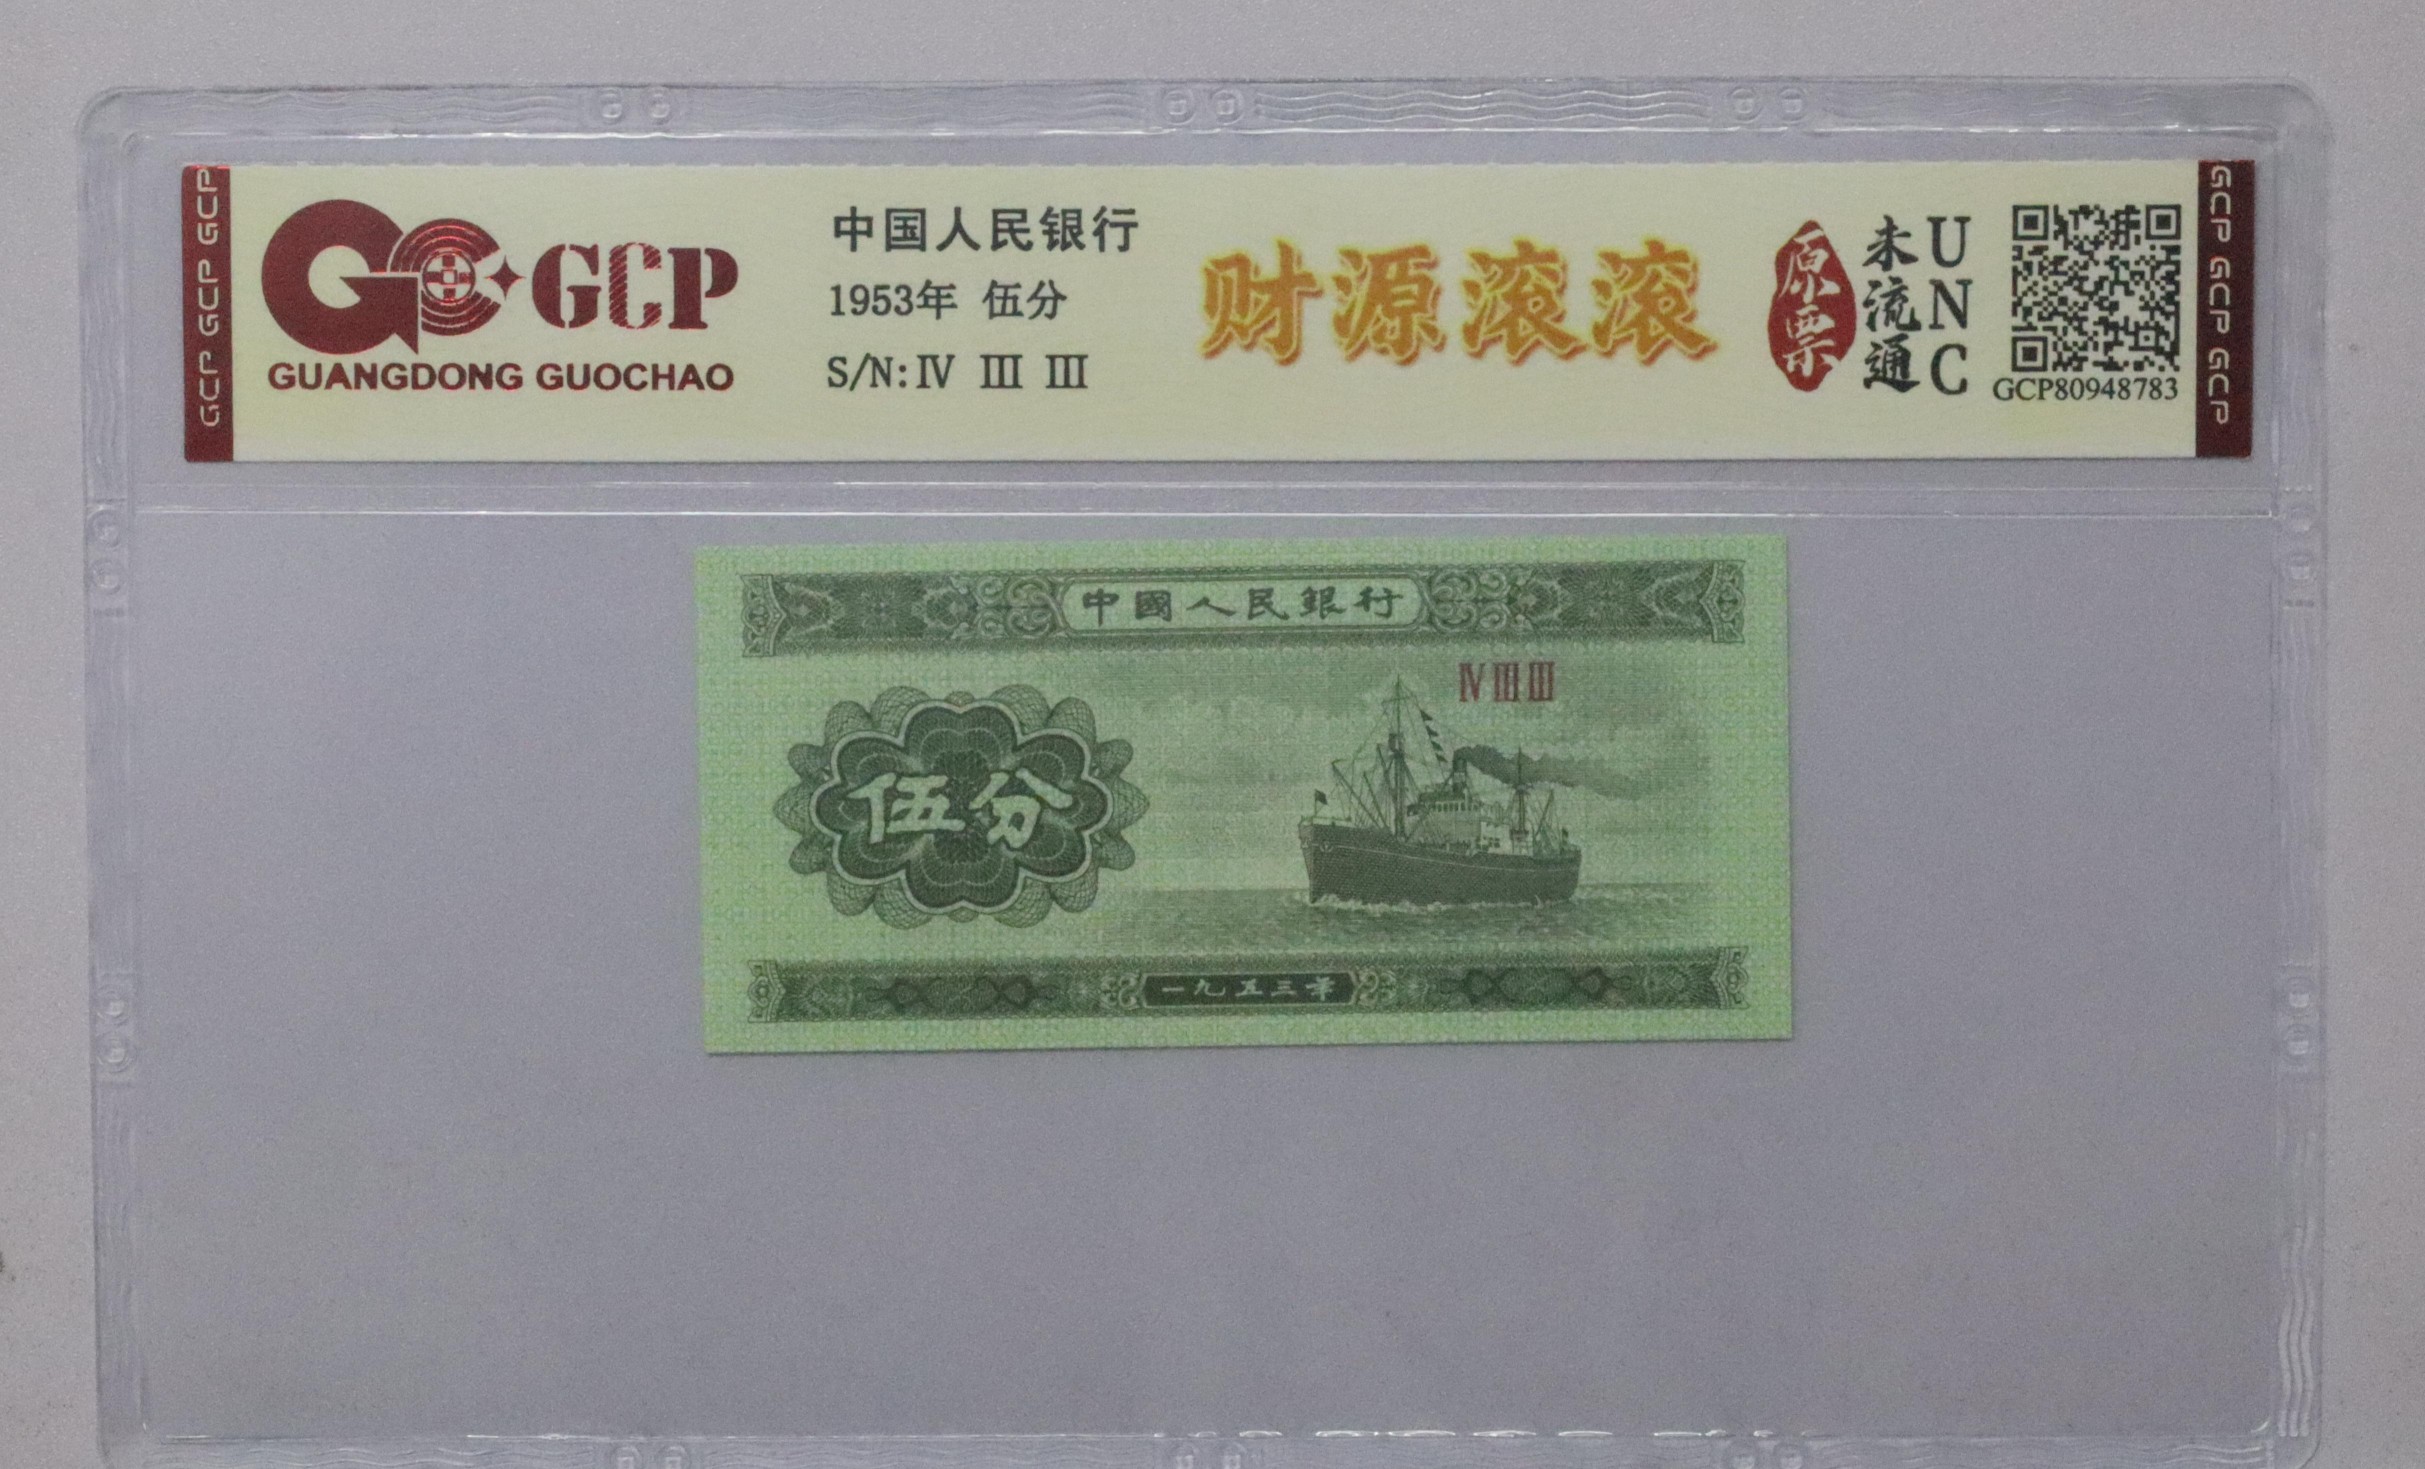 GCP GCP GCP GCP
GCP
GUANGDONG GUOCHAO
中国人民银行
1953年 伍分
S/N: Ⅳ Ⅲ Ⅲ
财源滚滚
原票
未流通
UNC
GCP80948783
GCP GCP GCP GCP
中國人民銀行
Ⅳ Ⅲ Ⅲ
伍分
一九五三年